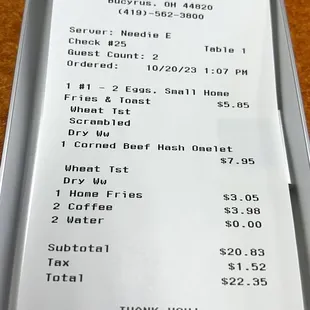 Bucyrus, OH 44820
(419)-562-3800
Server: Needie E
Check #25 Table 1
Guest Count: 2
Ordered: 10/20/23 1:07 PM
1 #1 - 2 Eggs, Small Home
Fries & Toast $5.85
Wheat Tst
Scrambled
Dry Ww
1 Corned Beef Hash Omelet
$7.95
Wheat Tst
Dry Ww
1 Home Fries $3.05
2 Coffee $3.98
2 Water $0.00
Subtotal $20.83
Tax $1.52
Total $22.35
THANK YOU!